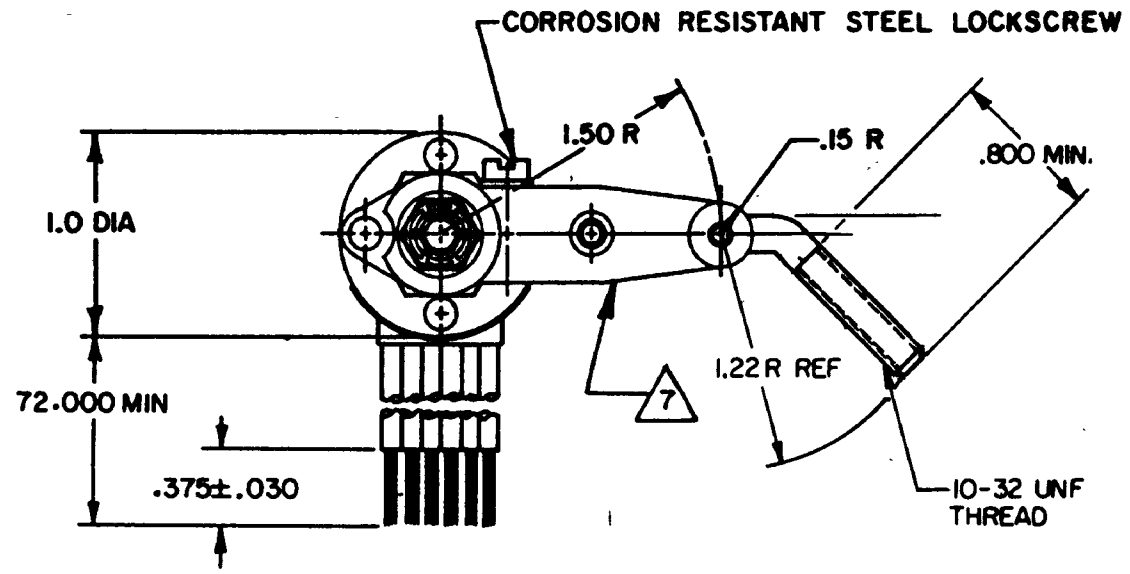 CORROSION RESISTANT STEEL LOCKSCREW
1.50 R
.15 R
.800 MIN.
1.0 DIA
1.22 R REF
7
72.000 MIN
.375±.030
10-32 UNF
THREAD